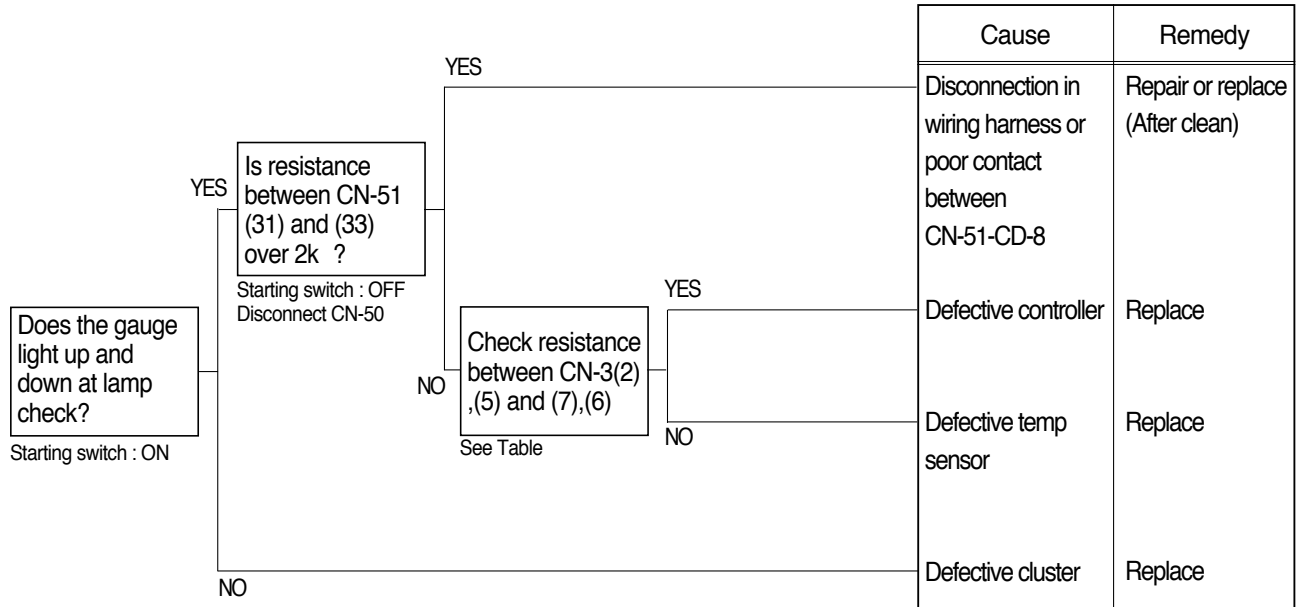 Cause
Remedy
YES
Disconnection in
wiring harness or
poor contact
between
CN-51-CD-8
Repair or replace
(After clean)
YES
Is resistance
between CN-51
(31) and (33)
over 2k ?
Starting switch : OFF
Disconnect CN-50
YES
Defective controller
Replace
Does the gauge
light up and
down at lamp
check?
Starting switch : ON
NO
Check resistance
between CN-3(2)
,(5) and (7),(6)
See Table
NO
Defective temp
sensor
Replace
NO
Defective cluster
Replace